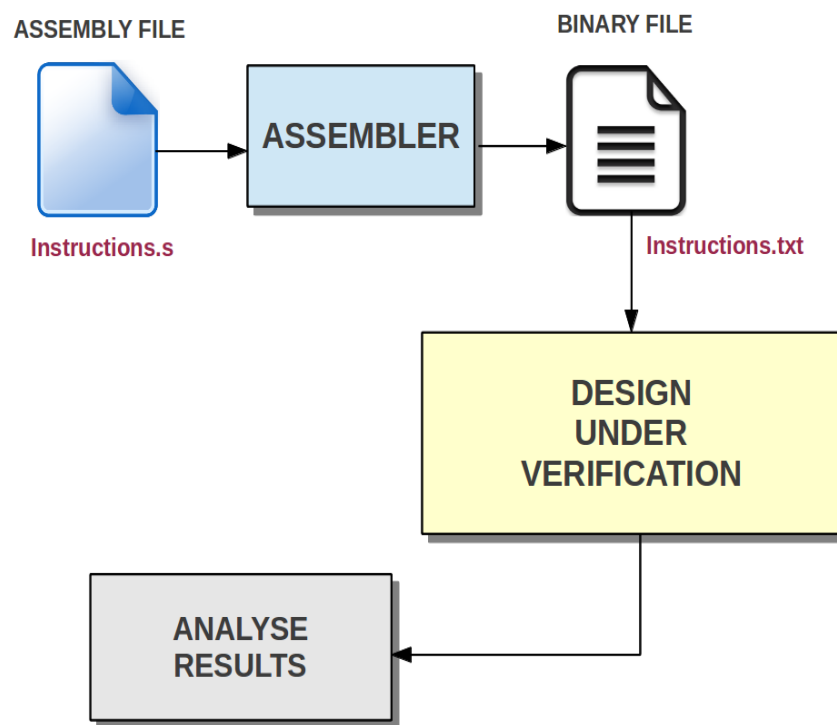 ASSEMBLY FILE
BINARY FILE
ASSEMBLER
Instructions.s
Instructions.txt
DESIGN
UNDER
VERIFICATION
ANALYSE
RESULTS